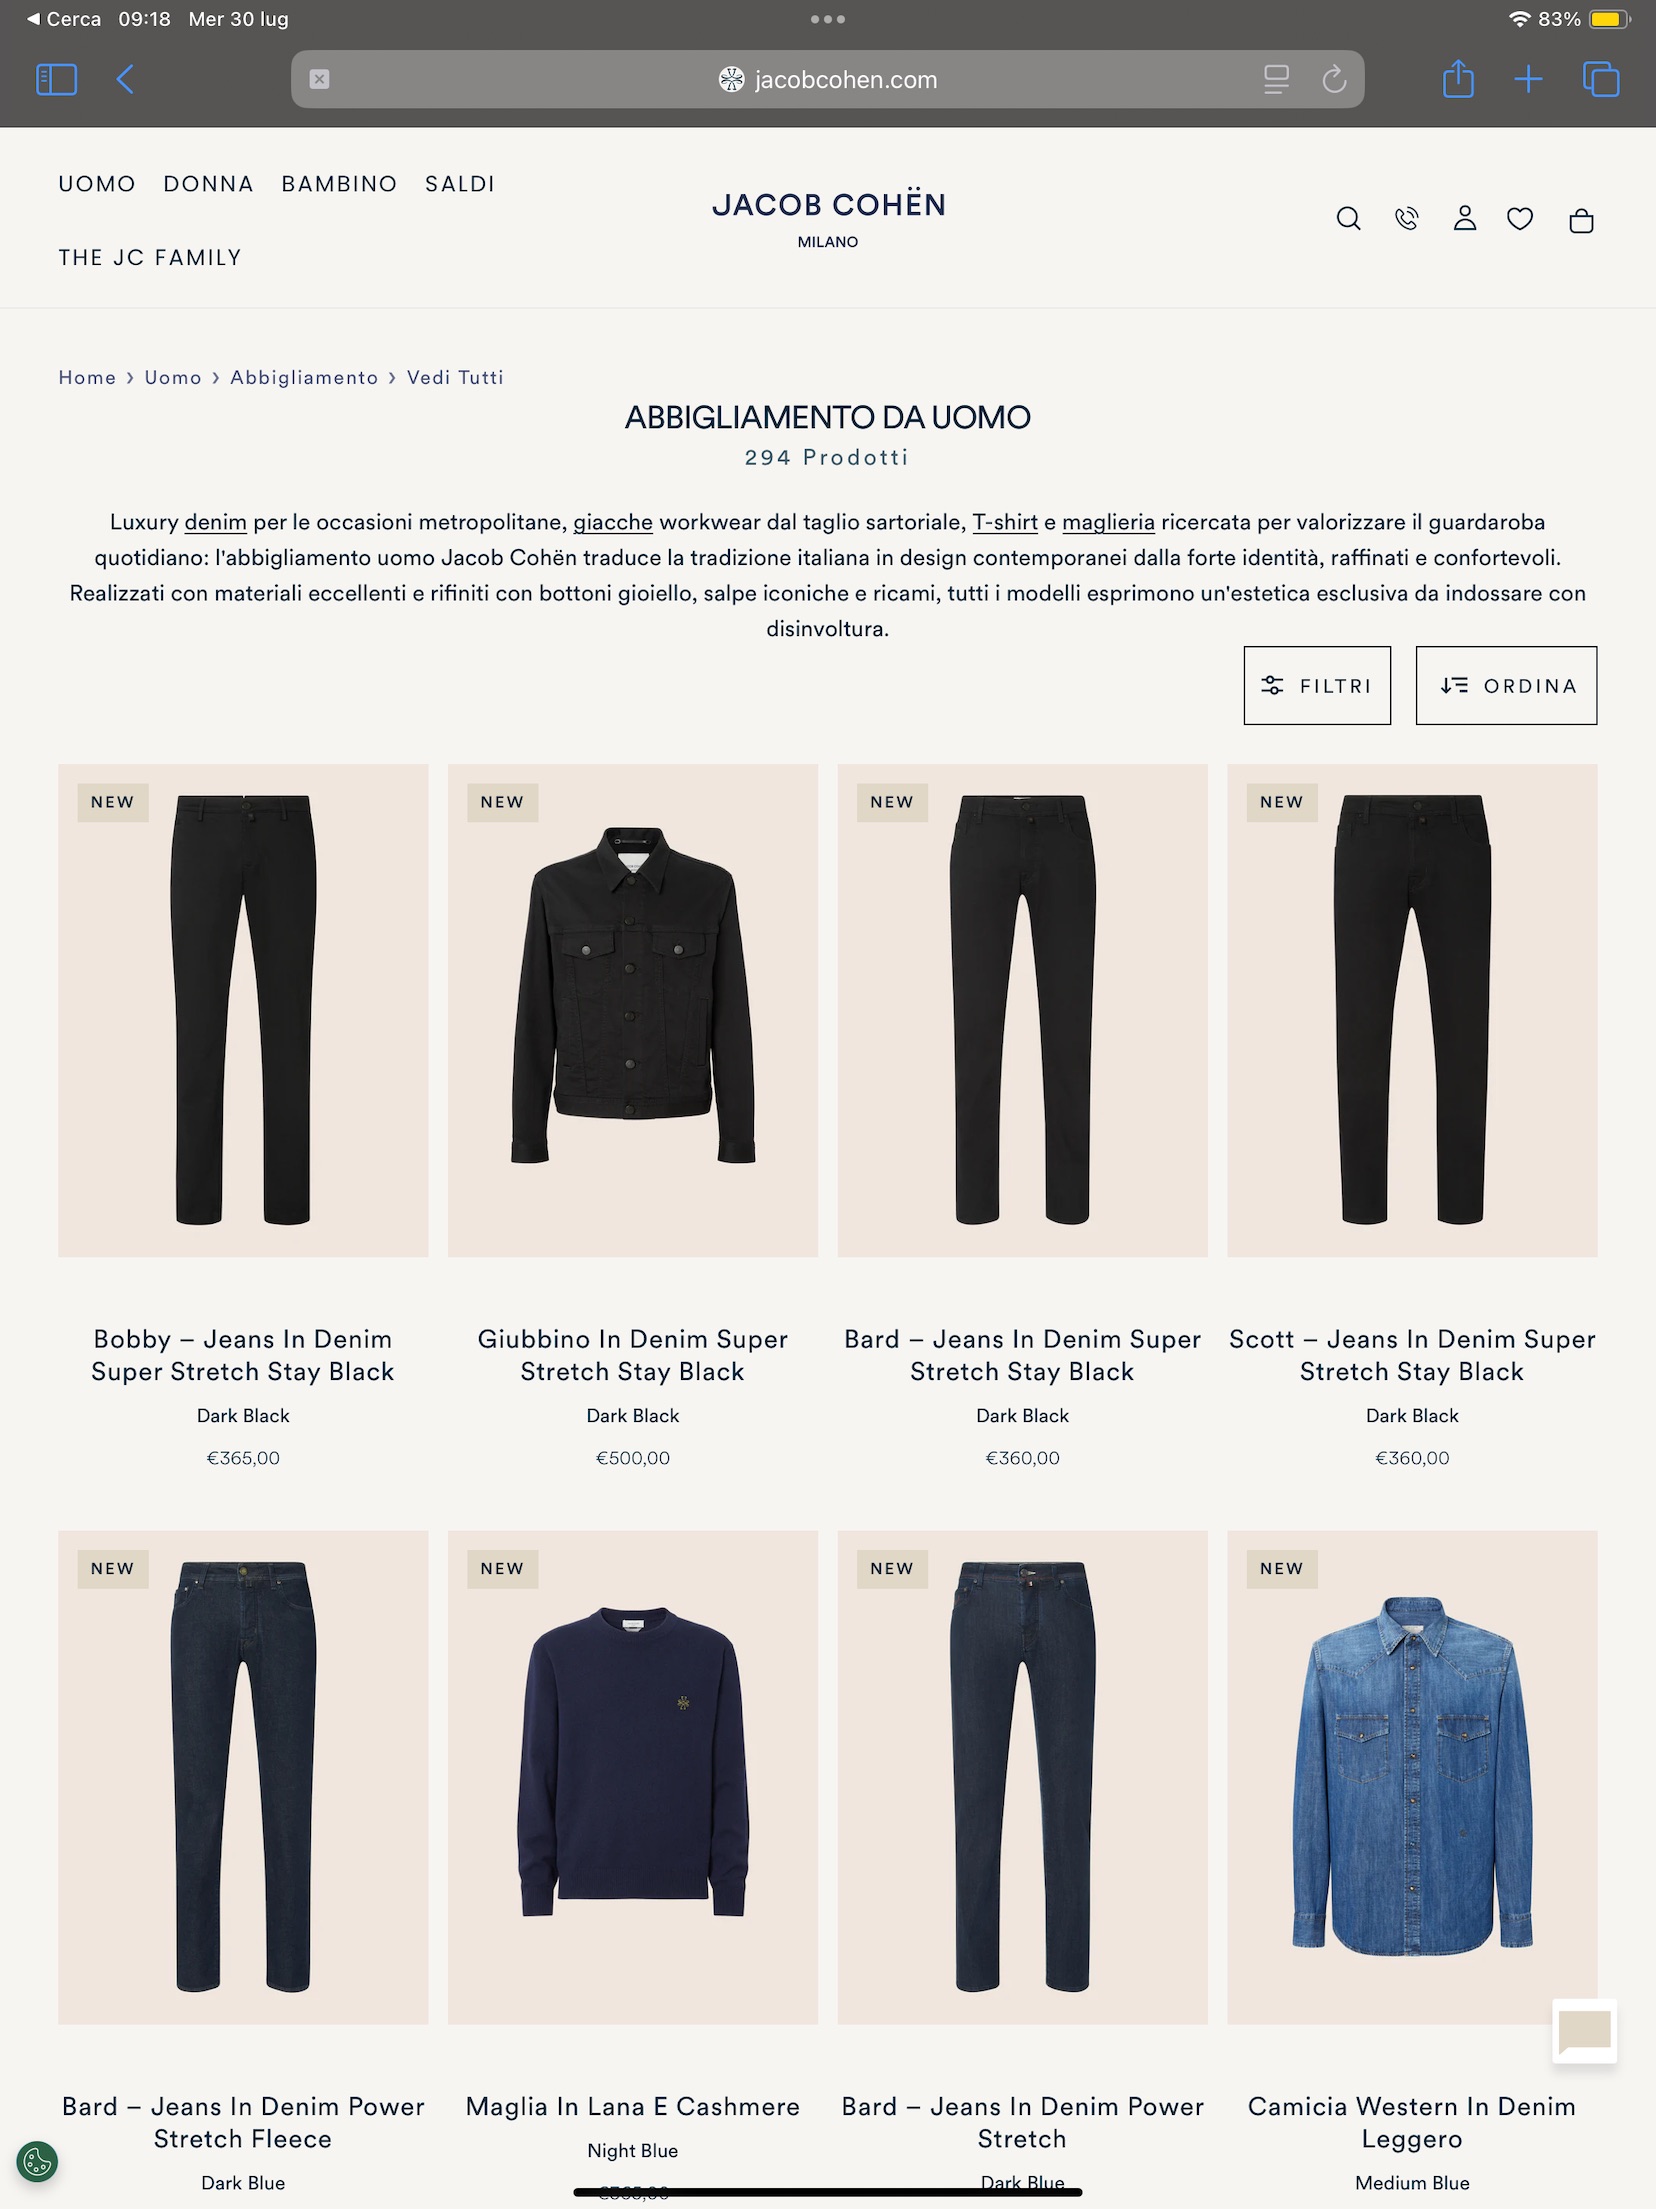 Cerca 09:18 Mer 30 lug
83%
jacobcohen.com
UOMO DONNA BAMBINO SALDI
THE JC FAMILY
JACOB COHËN
MILANO
Home › Uomo › Abbigliamento › Vedi Tutti
ABBIGLIAMENTO DA UOMO
294 Prodotti
Luxury denim per le occasioni metropolitane, giacche workwear dal taglio sartoriale, T-shirt e maglieria ricercata per valorizzare il guardaroba
quotidiano: l'abbigliamento uomo Jacob Cohën traduce la tradizione italiana in design contemporanei dalla forte identità, raffinati e confortevoli.
Realizzati con materiali eccellenti e rifiniti con bottoni gioiello, salpe iconiche e ricami, tutti i modelli esprimono un'estetica esclusiva da indossare con
disinvoltura.
FILTRI
ORDINA
NEW
NEW
NEW
NEW
Bobby – Jeans In Denim
Super Stretch Stay Black
Dark Black
€365,00
Giubbino In Denim Super
Stretch Stay Black
Dark Black
€500,00
Bard – Jeans In Denim Super
Stretch Stay Black
Dark Black
€360,00
Scott – Jeans In Denim Super
Stretch Stay Black
Dark Black
€360,00
NEW
NEW
NEW
NEW
Bard – Jeans In Denim Power
Stretch Fleece
Dark Blue
Maglia In Lana E Cashmere
Night Blue
Bard – Jeans In Denim Power
Stretch
Dark Blue
Camicia Western In Denim
Leggero
Medium Blue